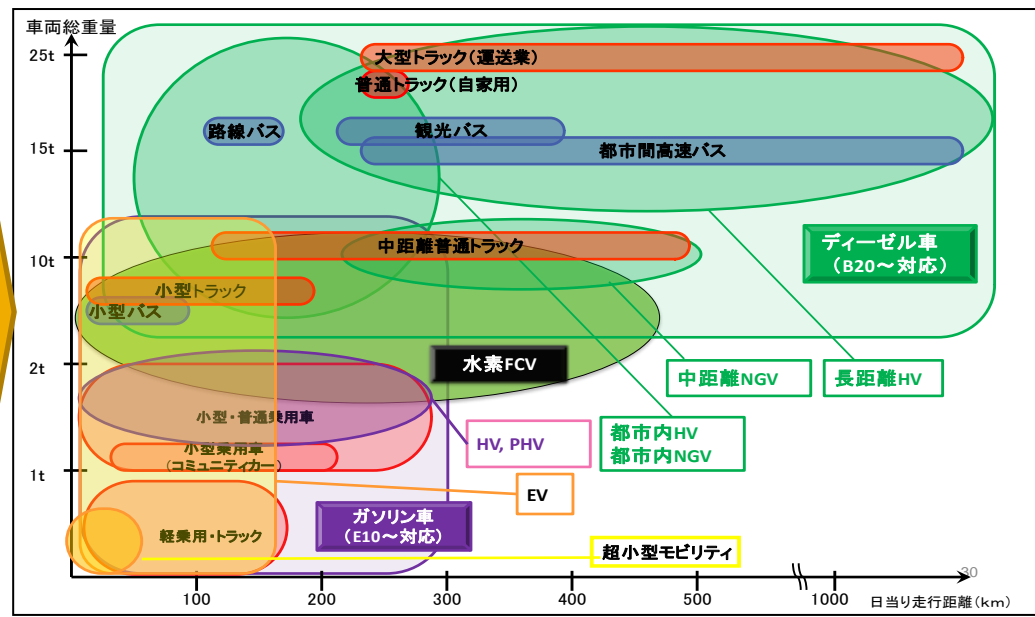 車両総重量
25t
大型トラック(運送業)
普通トラック(自家用)
路線バス
観光バス
15t
都市間高速バス
中距離普通トラック
ディーゼル車
(B20～対応)
10t
小型トラック
小型バス
水素FCV
2t
中距離NGV
長距離HV
小型・普通乗用車
HV, PHV
都市内HV
都市内NGV
小型乗用車
(コミュニティカー)
1t
EV
ガソリン車
(E10～対応)
軽乗用・トラック
超小型モビリティ
30
100
200
300
400
500
1000
日当り走行距離(km)